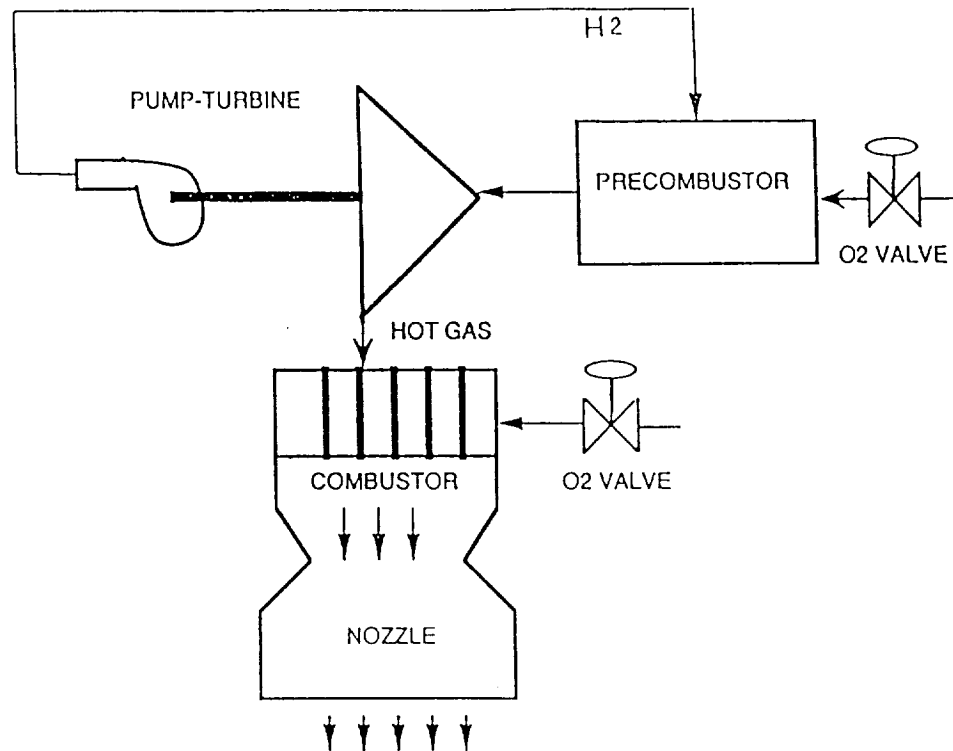 H2
PUMP-TURBINE
PRECOMBUSTOR
O2 VALVE
HOT GAS
COMBUSTOR
O2 VALVE
NOZZLE